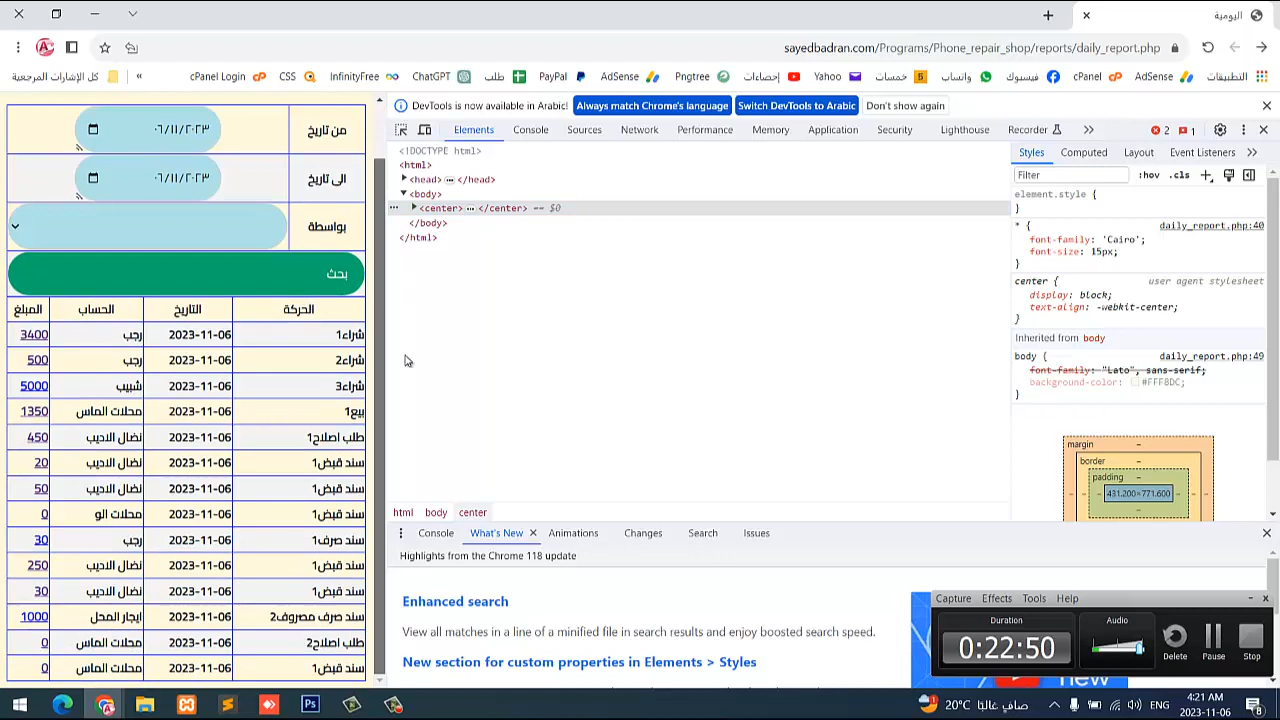 اليومية
sayedbadran.com/Programs/Phone_repair_shop/reports/daily_report.php
كل الإشارات المرجعية
»
cPanel Login
CSS
InfinityFree
ChatGPT
طلب
PayPal
AdSense
Pngtree
إحصاءات
Yahoo
خمسات
واتساب
فيسبوك
cPanel
AdSense
التطبيقات
من تاريخ
٠٦/١١/٢٠٢٣
الى تاريخ
٠٦/١١/٢٠٢٣
بواسطة
بحث
الحركة التاريخ الحساب المبلغ
شراء1 2023-11-06 رجب 3400
شراء2 2023-11-06 رجب 500
شراء3 2023-11-06 شبيب 5000
بيع1 2023-11-06 محلات الماس 1350
طلب اصلاح1 2023-11-06 نضال الاديب 450
سند قبض1 2023-11-06 نضال الاديب 20
سند قبض1 2023-11-06 نضال الاديب 50
سند قبض1 2023-11-06 محلات الو 0
سند صرف1 2023-11-06 رجب 30
سند قبض1 2023-11-06 نضال الاديب 250
سند قبض1 2023-11-06 نضال الاديب 30
سند صرف مصروف2 2023-11-06 ايجار المحل 1000
طلب اصلاح2 2023-11-06 محلات الماس 0
سند قبض1 2023-11-06 محلات الماس 0
DevTools is now available in Arabic! Always match Chrome's language Switch DevTools to Arabic Don't show again
Elements Console Sources Network Performance Memory Application Security Lighthouse Recorder » 2 1
<!DOCTYPE html>
<html>
<head> … </head>
<body>
… <center> … </center> == $0
</body>
</html>
html body center
Styles Computed Layout Event Listeners »
Filter :hov .cls
element.style {
}
* { daily_report.php:40
font-family: 'Cairo';
font-size: 15px;
}
center { user agent stylesheet
display: block;
text-align: -webkit-center;
}
Inherited from body
body { daily_report.php:49
font-family: "Lato", sans-serif;
background-color: #FFF8DC;
}
margin –
border –
padding –
– – – 431.200×771.600 – – –
–
Console What's New Animations Changes Search Issues
Highlights from the Chrome 118 update
Enhanced search
View all matches in a line of a minified file in search results and enjoy boosted search speed.
New section for custom properties in Elements > Styles
new
Capture Effects Tools Help
Duration
0:22:50
Audio
Delete Pause Stop
Ps
20°C صافي غالبًا
ENG
4:21 AM
2023-11-06
8